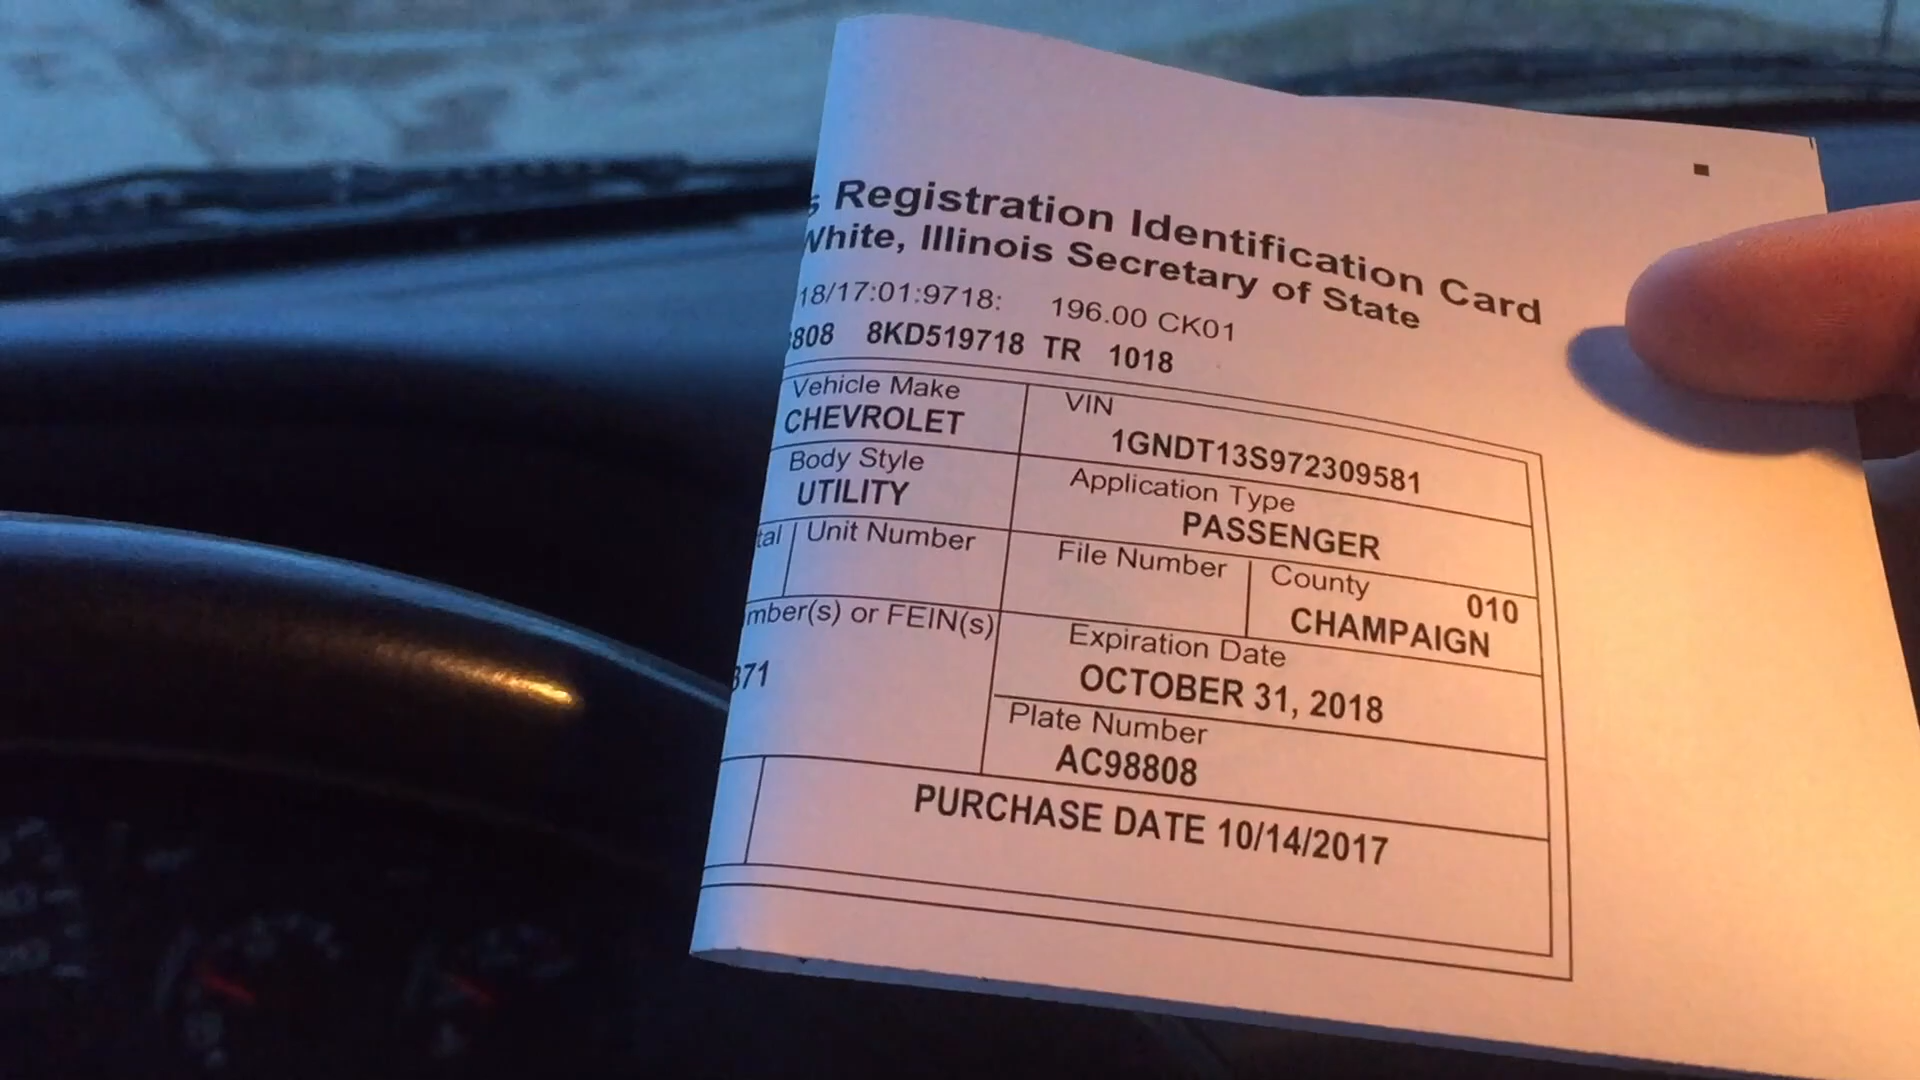 Registration Identification Card
White, Illinois Secretary of State
18/17:01:9718: 196.00 CK01
808 8KD519718 TR 1018
Vehicle Make
CHEVROLET
VIN
1GNDT13S972309581
Body Style
UTILITY
Application Type
PASSENGER
tal
Unit Number
File Number
County 010
CHAMPAIGN
mber(s) or FEIN(s)
371
Expiration Date
OCTOBER 31, 2018
Plate Number
AC98808
PURCHASE DATE 10/14/2017